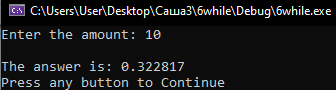 C:\Users\User\Desktop\Саша3\6while\Debug\6while.exe
Enter the amount: 10
The answer is: 0.322817
Press any button to Continue